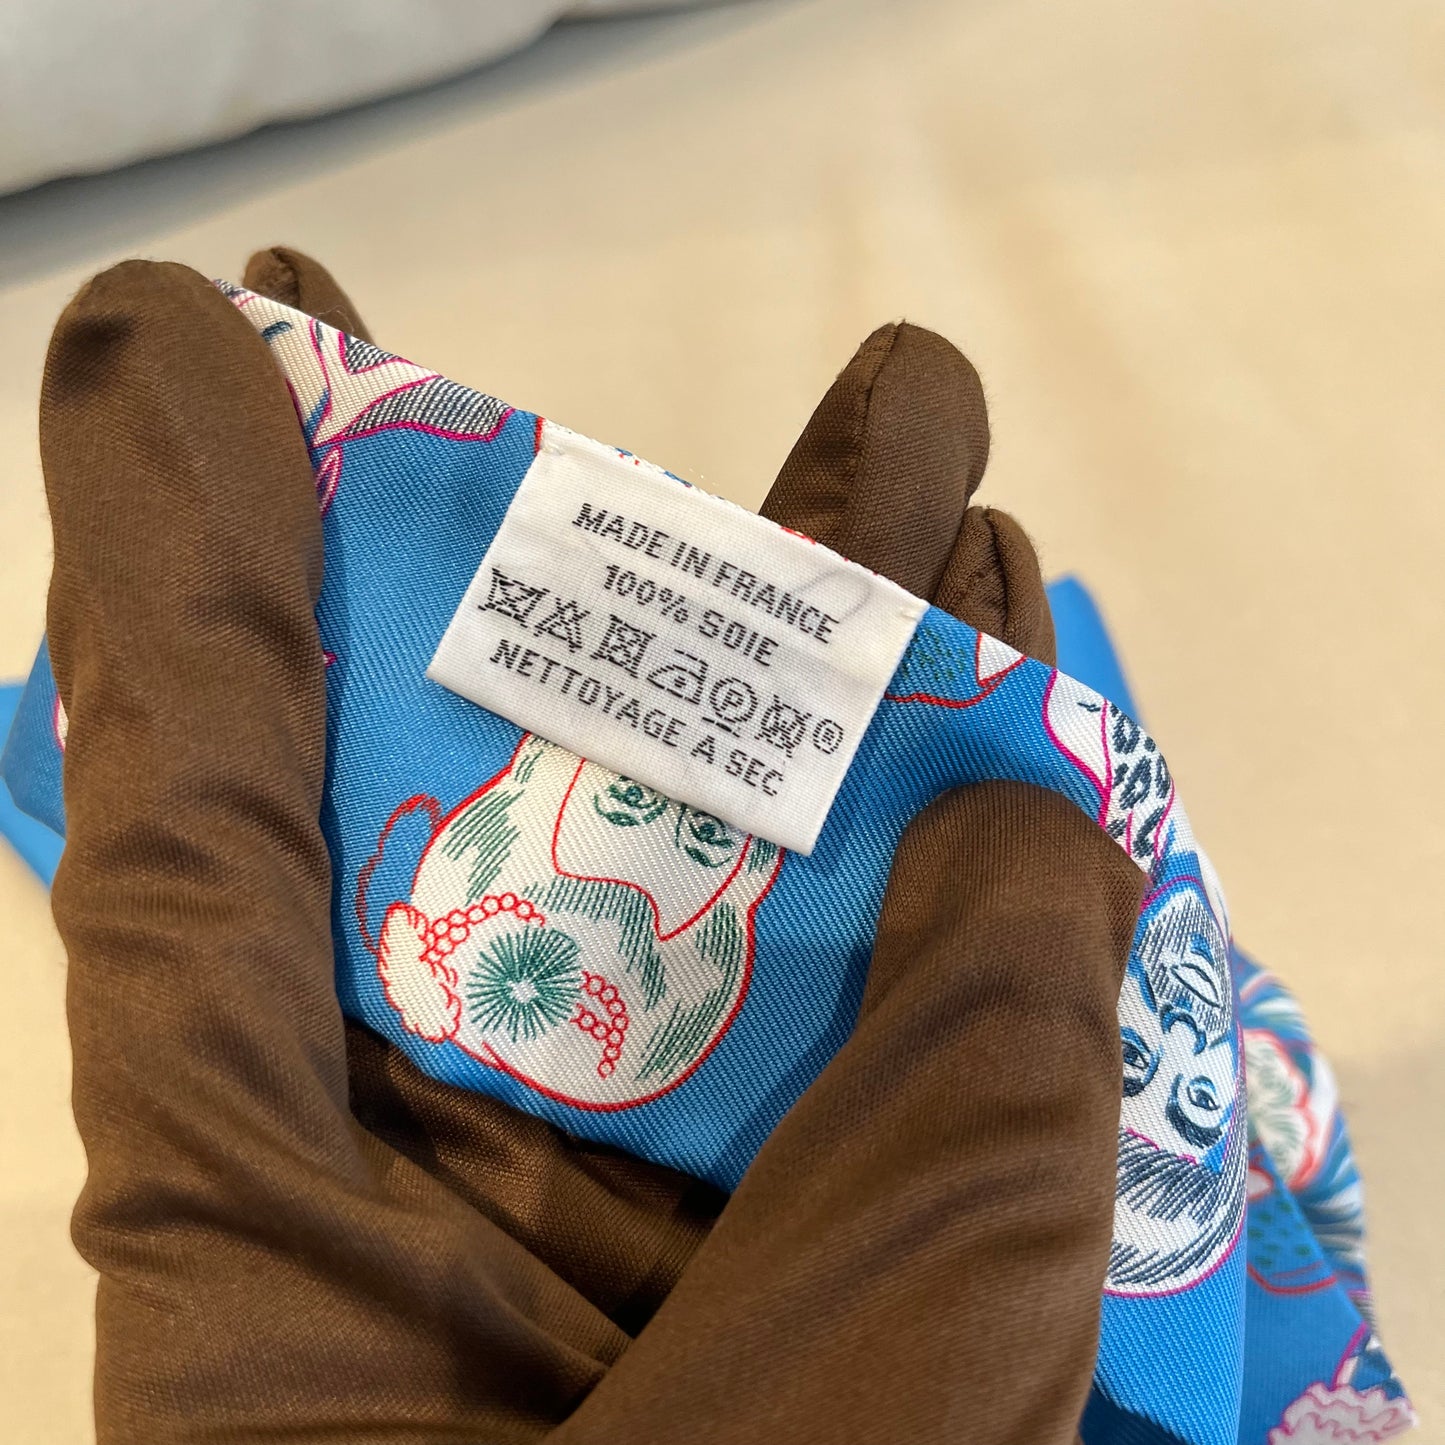 MADE IN FRANCE
100% SOIE
P ®
NETTOYAGE A SEC